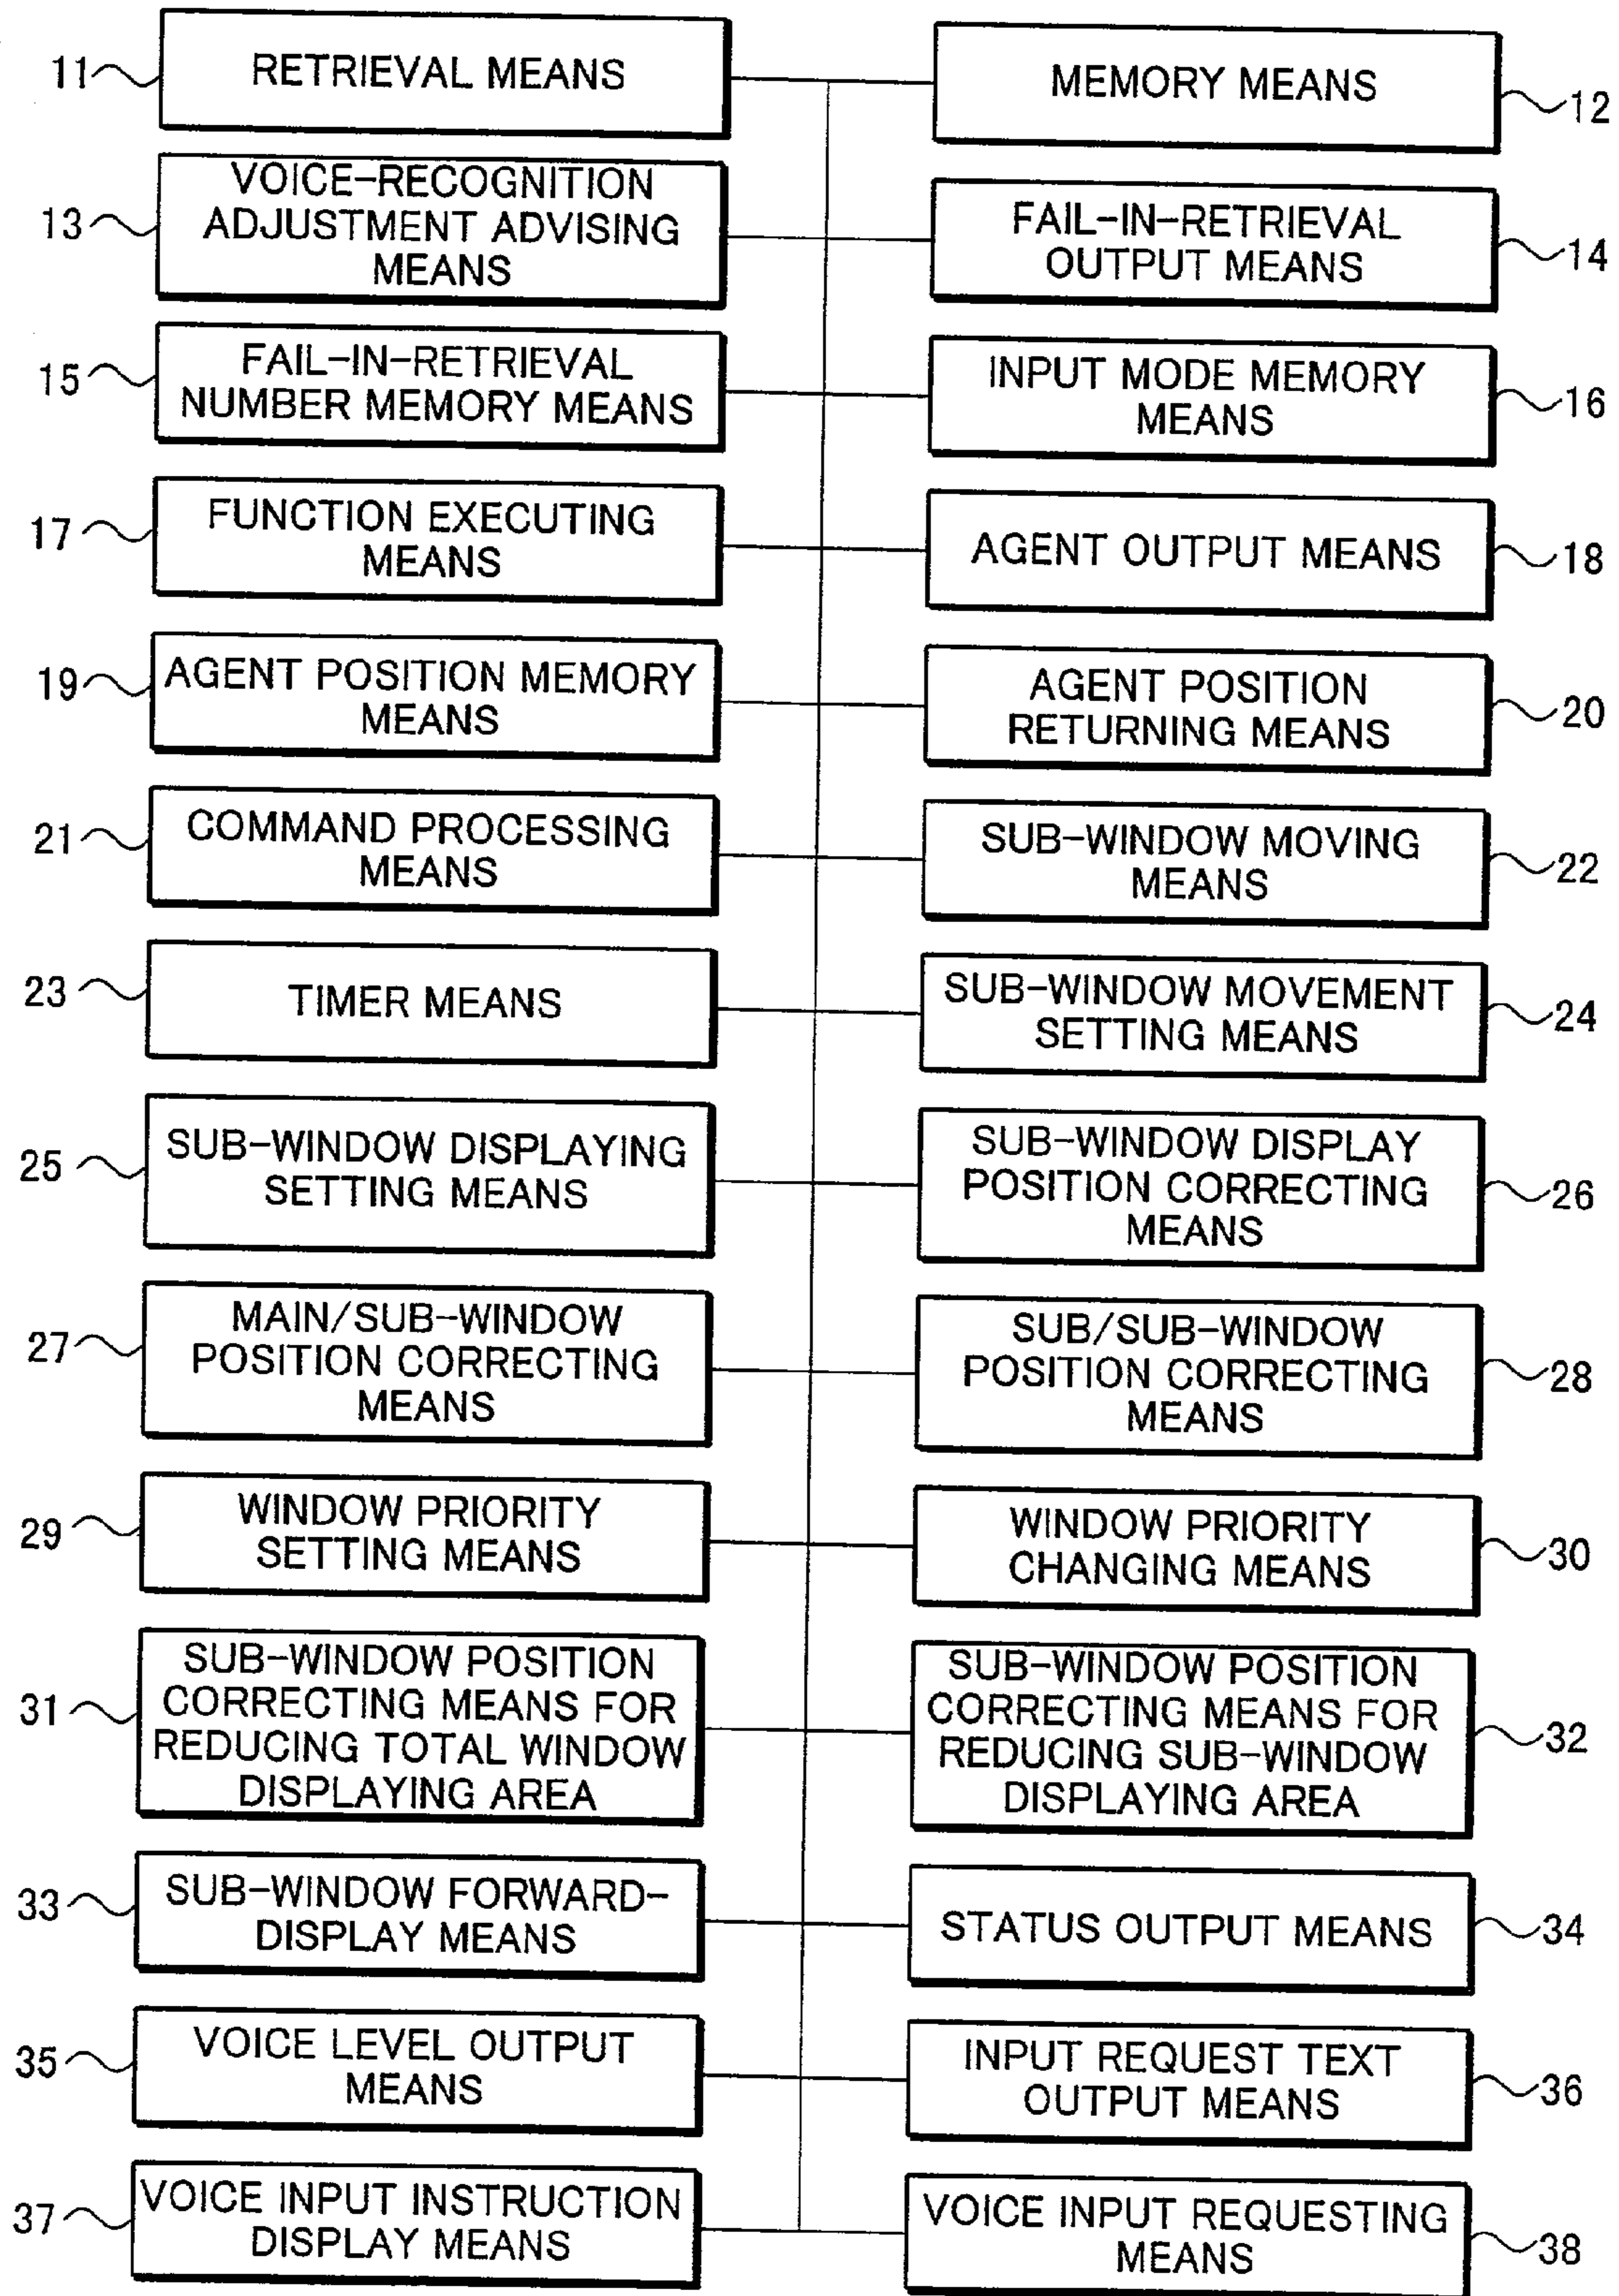 11
RETRIEVAL MEANS
MEMORY MEANS
12
13
VOICE-RECOGNITION
ADJUSTMENT ADVISING
MEANS
FAIL-IN-RETRIEVAL
OUTPUT MEANS
14
15
FAIL-IN-RETRIEVAL
NUMBER MEMORY MEANS
INPUT MODE MEMORY
MEANS
16
17
FUNCTION EXECUTING
MEANS
AGENT OUTPUT MEANS
18
19
AGENT POSITION MEMORY
MEANS
AGENT POSITION
RETURNING MEANS
20
21
COMMAND PROCESSING
MEANS
SUB-WINDOW MOVING
MEANS
22
23
TIMER MEANS
SUB-WINDOW MOVEMENT
SETTING MEANS
24
25
SUB-WINDOW DISPLAYING
SETTING MEANS
SUB-WINDOW DISPLAY
POSITION CORRECTING
MEANS
26
27
MAIN/SUB-WINDOW
POSITION CORRECTING
MEANS
SUB/SUB-WINDOW
POSITION CORRECTING
MEANS
28
29
WINDOW PRIORITY
SETTING MEANS
WINDOW PRIORITY
CHANGING MEANS
30
31
SUB-WINDOW POSITION
CORRECTING MEANS FOR
REDUCING TOTAL WINDOW
DISPLAYING AREA
SUB-WINDOW POSITION
CORRECTING MEANS FOR
REDUCING SUB-WINDOW
DISPLAYING AREA
32
33
SUB-WINDOW FORWARD-
DISPLAY MEANS
STATUS OUTPUT MEANS
34
35
VOICE LEVEL OUTPUT
MEANS
INPUT REQUEST TEXT
OUTPUT MEANS
36
37
VOICE INPUT INSTRUCTION
DISPLAY MEANS
VOICE INPUT REQUESTING
MEANS
38